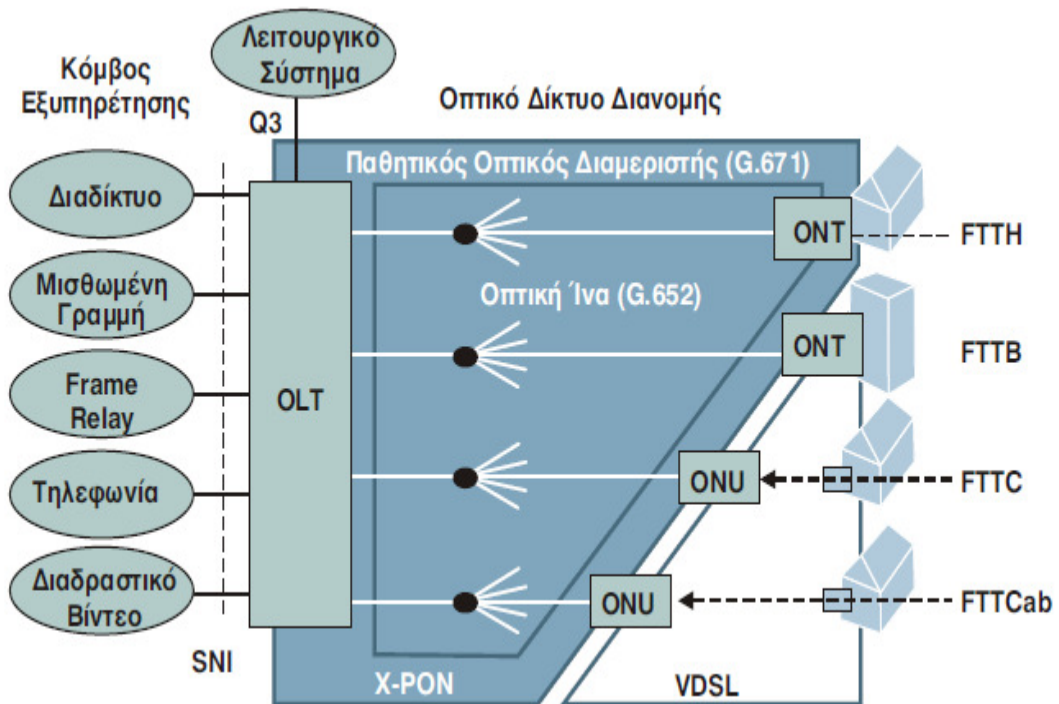 Λειτουργικό
Σύστημα
Κόμβος
Εξυπηρέτησης
Q3
Οπτικό Δίκτυο Διανομής
Παθητικός Οπτικός Διαμεριστής (G.671)
Διαδίκτυο
ONT
FTTH
Μισθωμένη
Γραμμή
Οπτική Ίνα (G.652)
ONT
FTTB
Frame
Relay
OLT
Τηλεφωνία
ONU
FTTC
Διαδραστικό
Βίντεο
ONU
FTTCab
SNI
X-PON
VDSL